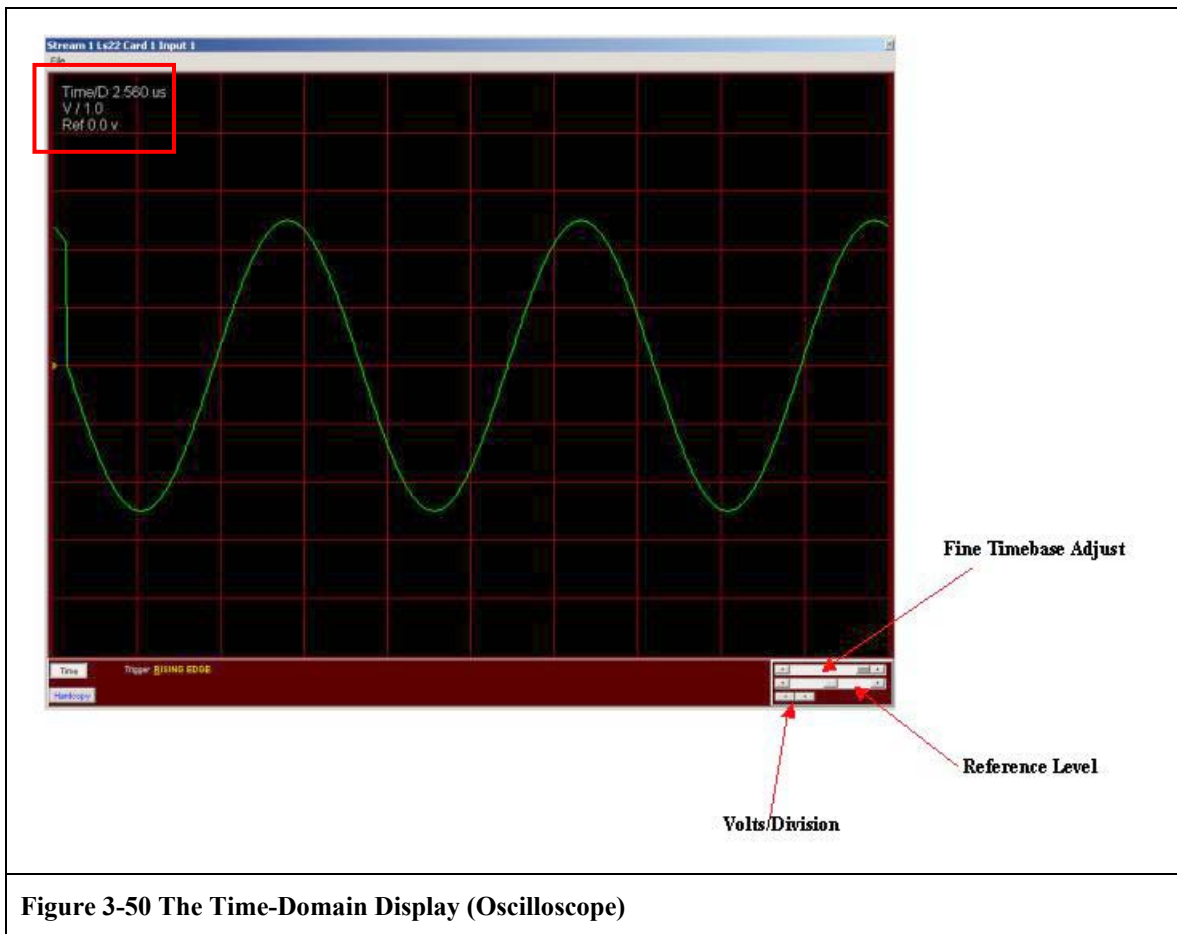 Stream 1 Ls22 Card 1 Input 1
File
Time/D 2.560 us
V / 1.0
Ref 0.0 v
Fine Timebase Adjust
Time
Trigger RISING EDGE
Hardcopy
Reference Level
Volts/Division
Figure 3-50 The Time-Domain Display (Oscilloscope)